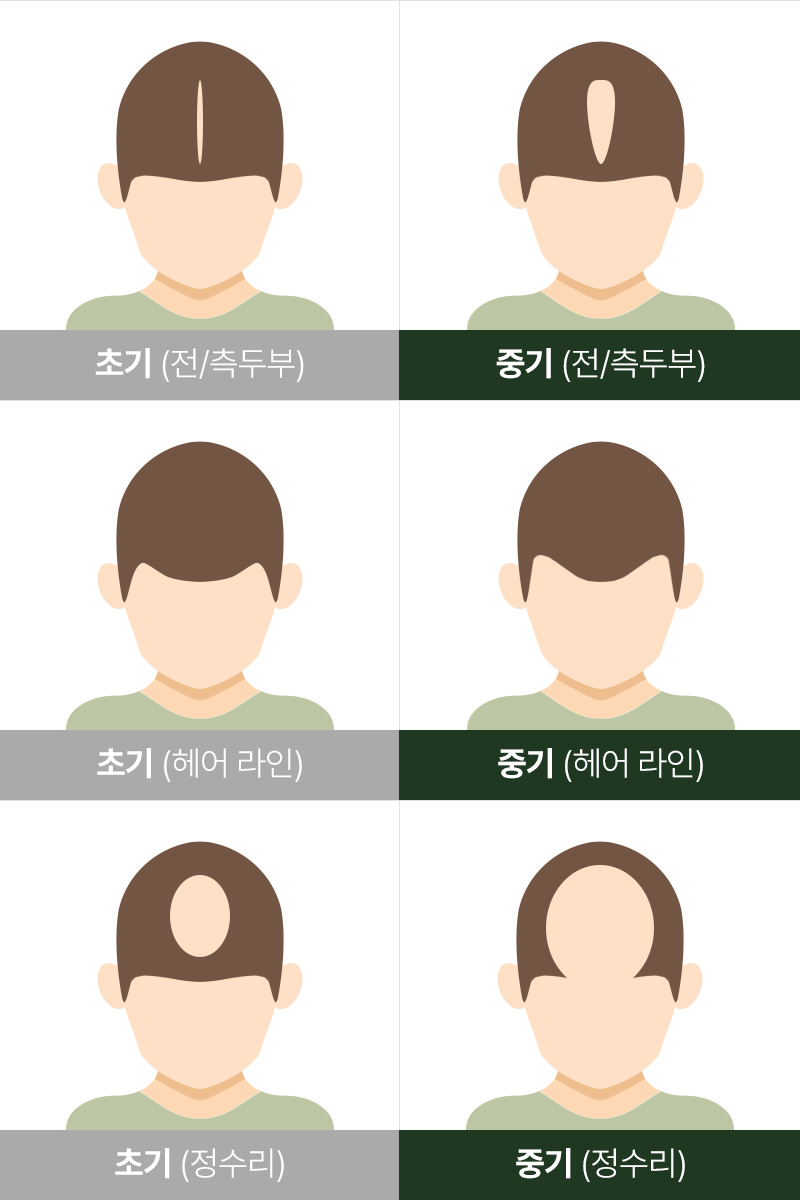 초기 (전/측두부)
중기 (전/측두부)
초기 (헤어 라인)
중기 (헤어 라인)
초기 (정수리)
중기 (정수리)